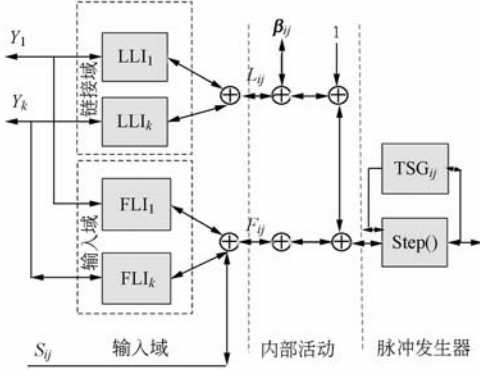 Y₁
Yₖ
LLI₁
LLIₖ
链接域
FLI₁
FLIₖ
输入域
βᵢⱼ
1
Lᵢⱼ
Fᵢⱼ
TSGᵢⱼ
Step()
Sᵢⱼ
输入域 内部活动 脉冲发生器